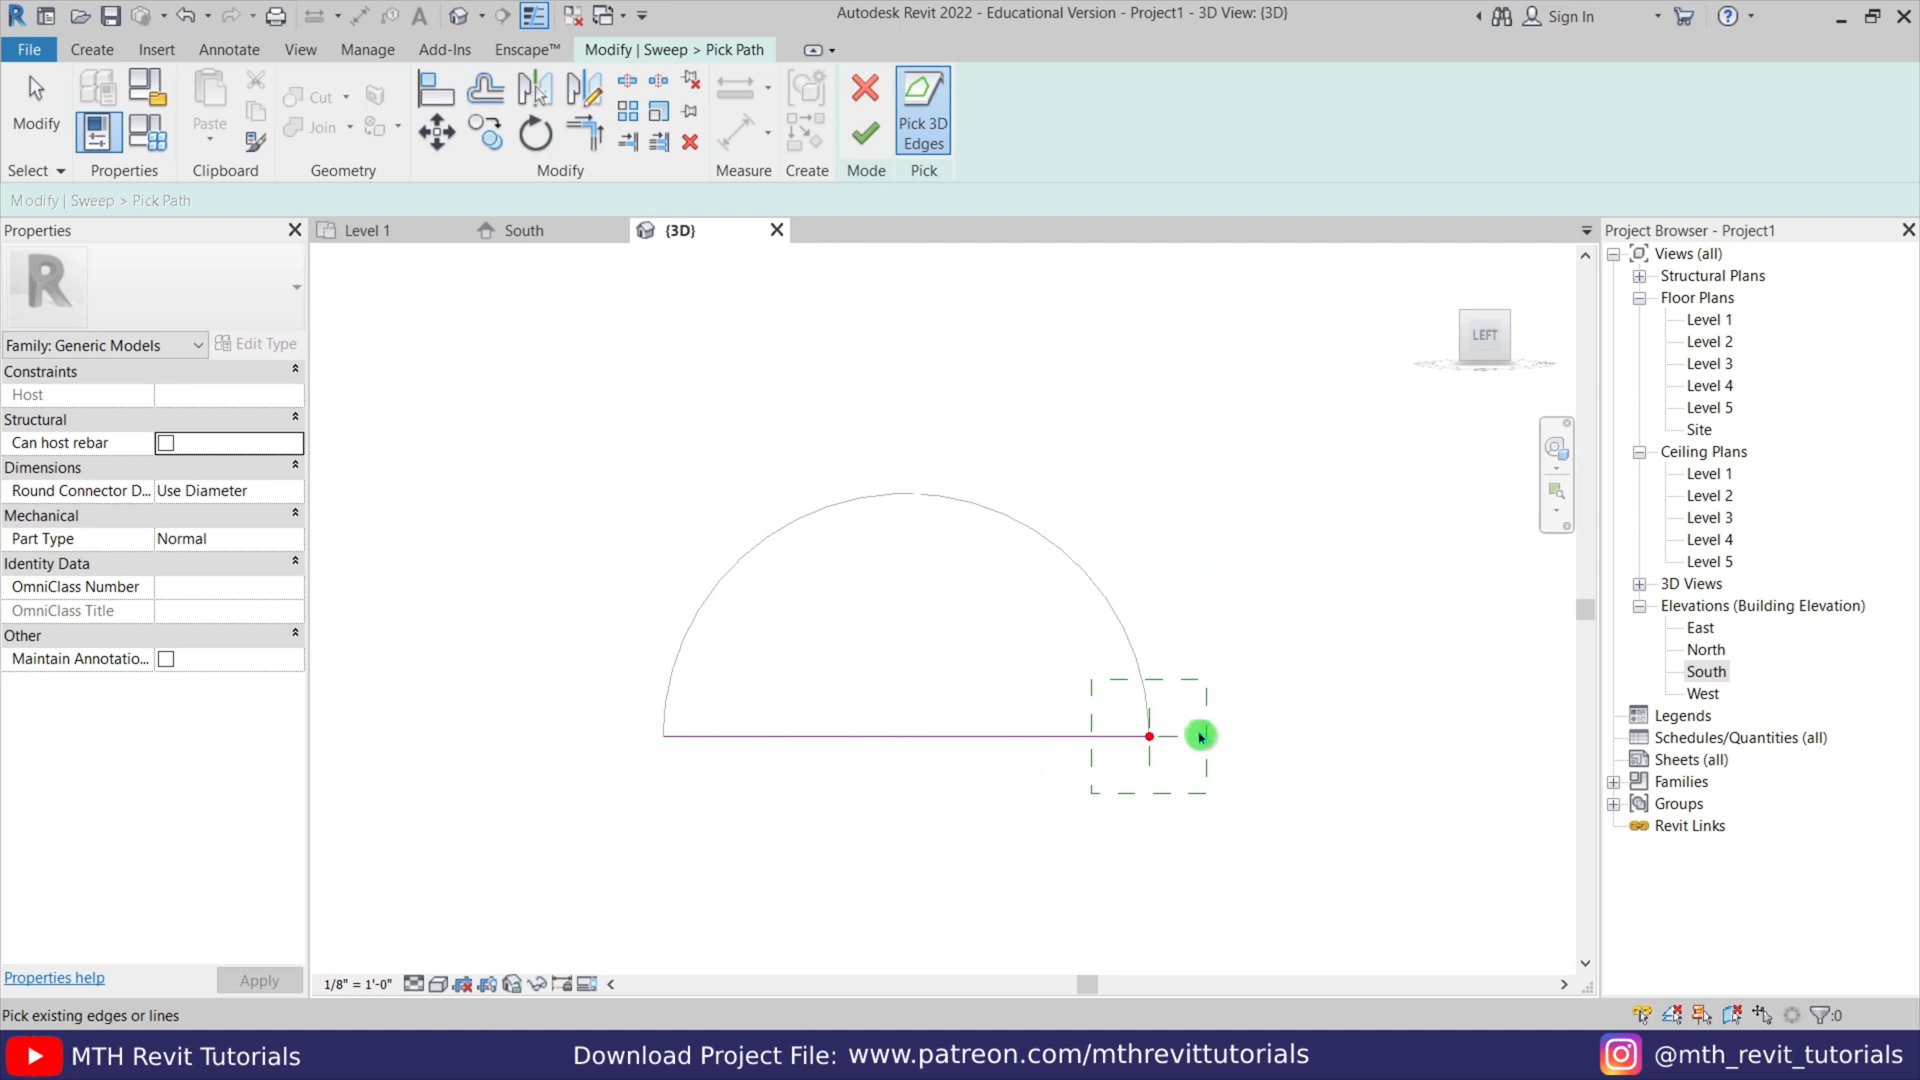 Autodesk Revit 2022 - Educational Version - Project1 - 3D View: {3D}
Sign In
File
Create
Insert
Annotate
View
Manage
Add-Ins
Enscape™
Modify | Sweep > Pick Path
Modify
Paste
Cut
Join
Pick 3D
Edges
Select
Properties
Clipboard
Geometry
Modify
Measure
Create
Mode
Pick
Modify | Sweep > Pick Path
Properties
Level 1
South
{3D}
Project Browser - Project1
R
Family: Generic Models
Edit Type
Constraints
Host
Structural
Can host rebar
Dimensions
Round Connector D... Use Diameter
Mechanical
Part Type Normal
Identity Data
OmniClass Number
OmniClass Title
Other
Maintain Annotatio...
Properties help
Apply
LEFT
Views (all)
Structural Plans
Floor Plans
Level 1
Level 2
Level 3
Level 4
Level 5
Site
Ceiling Plans
Level 1
Level 2
Level 3
Level 4
Level 5
3D Views
Elevations (Building Elevation)
East
North
South
West
Legends
Schedules/Quantities (all)
Sheets (all)
Families
Groups
Revit Links
1/8" = 1'-0"
Pick existing edges or lines
:0
MTH Revit Tutorials
Download Project File: www.patreon.com/mthrevittutorials
@mth_revit_tutorials